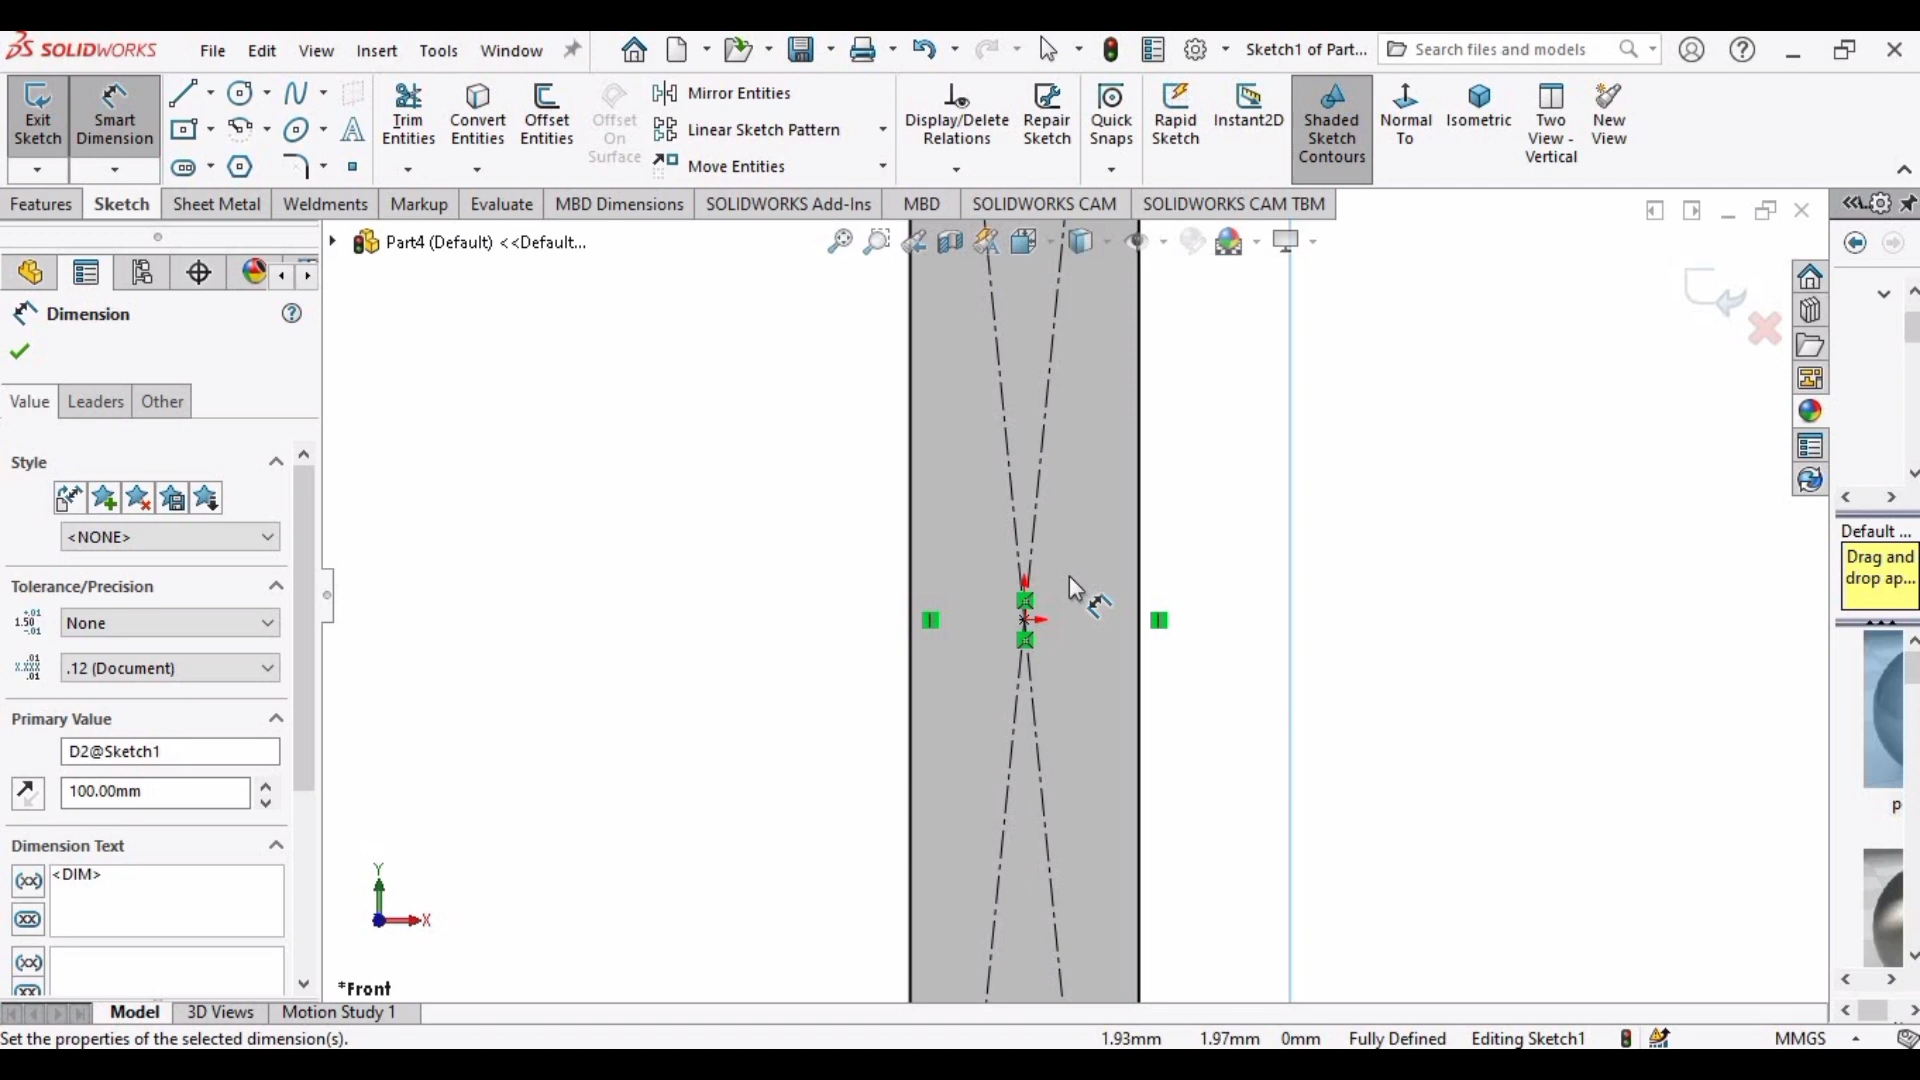 SOLIDWORKS
File Edit View Insert Tools Window
Sketch1 of Part...
Search files and models
Exit Sketch
Smart Dimension
Trim Entities
Convert Entities
Offset Entities
Offset On Surface
Mirror Entities
Linear Sketch Pattern
Move Entities
Display/Delete Relations
Repair Sketch
Quick Snaps
Rapid Sketch
Instant2D
Shaded Sketch Contours
Normal To
Isometric
Two View - Vertical
New View
Features Sketch Sheet Metal Weldments Markup Evaluate MBD Dimensions SOLIDWORKS Add-Ins MBD SOLIDWORKS CAM SOLIDWORKS CAM TBM
Part4 (Default) <<Default...
Dimension
Value Leaders Other
Style
<NONE>
Tolerance/Precision
None
.12 (Document)
Primary Value
D2@Sketch1
100.00mm
Dimension Text
<DIM>
Default ...
Drag and
drop ap...
p
Y
X
*Front
Model 3D Views Motion Study 1
Set the properties of the selected dimension(s).
1.93mm 1.97mm 0mm Fully Defined Editing Sketch1 MMGS